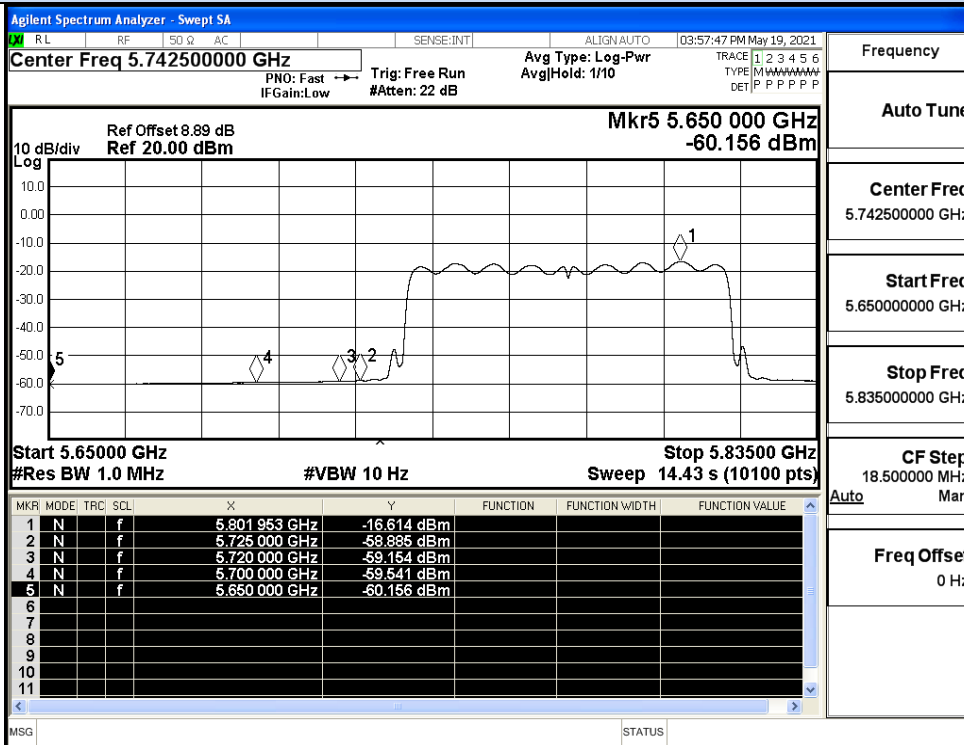 Agilent Spectrum Analyzer - Swept SA
LXI RL RF 50 Ω AC SENSE:INT ALIGN AUTO 03:57:47 PM May 19, 2021
Center Freq 5.742500000 GHz
PNO: Fast
IFGain:Low
Trig: Free Run
#Atten: 22 dB
Avg Type: Log-Pwr
Avg|Hold: 1/10
TRACE 1 2 3 4 5 6
TYPE M WWWWW
DET P P P P P P
Ref Offset 8.89 dB
Ref 20.00 dBm
10 dB/div
Log
Mkr5 5.650 000 GHz
-60.156 dBm
10.0
0.00
-10.0
-20.0
-30.0
-40.0
-50.0
-60.0
-70.0
1
5
4
3
2
Start 5.65000 GHz
Stop 5.83500 GHz
#Res BW 1.0 MHz
#VBW 10 Hz
Sweep 14.43 s (10100 pts)
MKR MODE TRC SCL X Y FUNCTION FUNCTION WIDTH FUNCTION VALUE
1 N f 5.801 953 GHz -16.614 dBm
2 N f 5.725 000 GHz -58.885 dBm
3 N f 5.720 000 GHz -59.154 dBm
4 N f 5.700 000 GHz -59.541 dBm
5 N f 5.650 000 GHz -60.156 dBm
6
7
8
9
10
11
MSG
STATUS
Frequency
Auto Tune
Center Freq
5.742500000 GHz
Start Freq
5.650000000 GHz
Stop Freq
5.835000000 GHz
CF Step
18.500000 MHz
Auto Man
Freq Offset
0 Hz